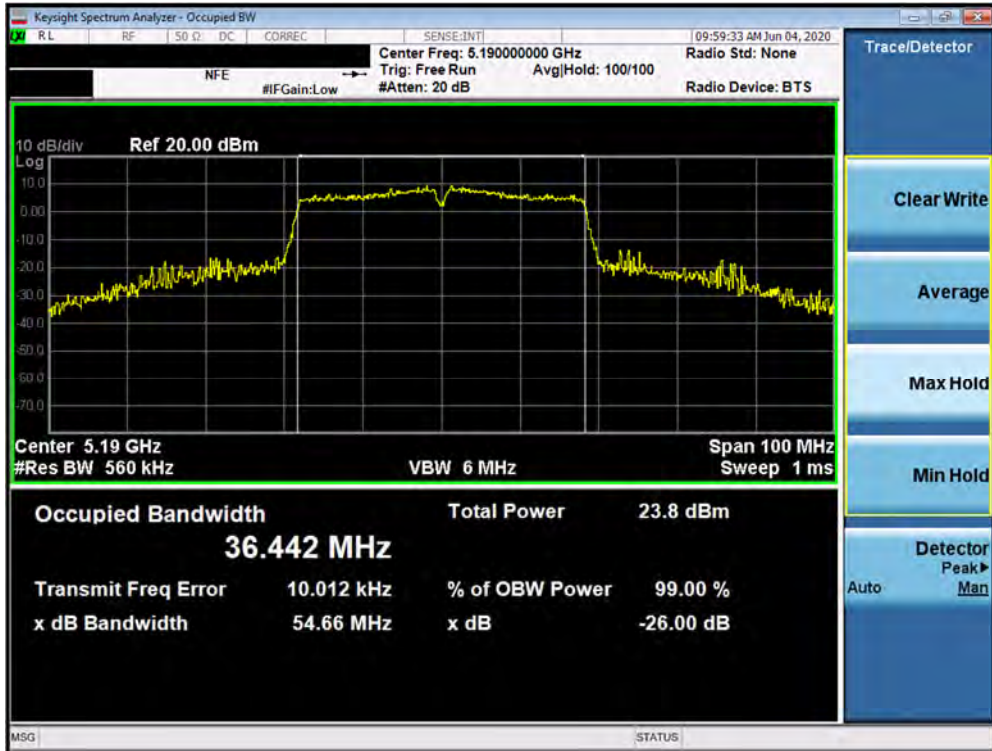 Keysight Spectrum Analyzer - Occupied BW
LXI RL RF 50 Ω DC CORREC SENSE:INT 09:59:33 AM Jun 04, 2020
Center Freq: 5.190000000 GHz Radio Std: None
NFE Trig: Free Run Avg|Hold: 100/100
#IFGain:Low #Atten: 20 dB Radio Device: BTS
10 dB/div Ref 20.00 dBm
Log
10.0
0.00
-10.0
-20.0
-30.0
-40.0
-50.0
-60.0
-70.0
Center 5.19 GHz Span 100 MHz
#Res BW 560 kHz VBW 6 MHz Sweep 1 ms
Occupied Bandwidth Total Power 23.8 dBm
36.442 MHz
Transmit Freq Error 10.012 kHz % of OBW Power 99.00 %
x dB Bandwidth 54.66 MHz x dB -26.00 dB
Trace/Detector
Clear Write
Average
Max Hold
Min Hold
Detector
Peak▶
Auto Man
MSG STATUS